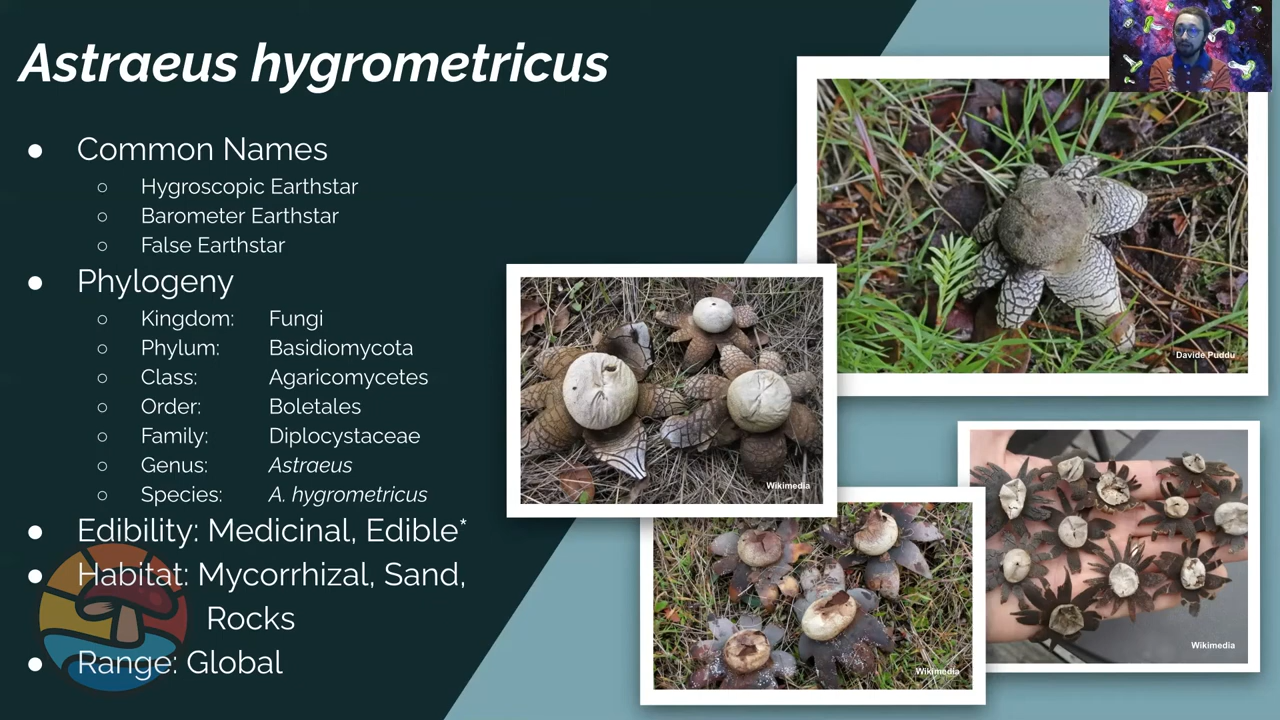 Astraeus hygrometricus
● Common Names
○ Hygroscopic Earthstar
○ Barometer Earthstar
○ False Earthstar
● Phylogeny
○ Kingdom: Fungi
○ Phylum: Basidiomycota
○ Class: Agaricomycetes
○ Order: Boletales
○ Family: Diplocystaceae
○ Genus: Astraeus
○ Species: A. hygrometricus
● Edibility: Medicinal, Edible*
● Habitat: Mycorrhizal, Sand,
Rocks
● Range: Global
Davide Puddu
Wikimedia
Wikimedia
Wikimedia